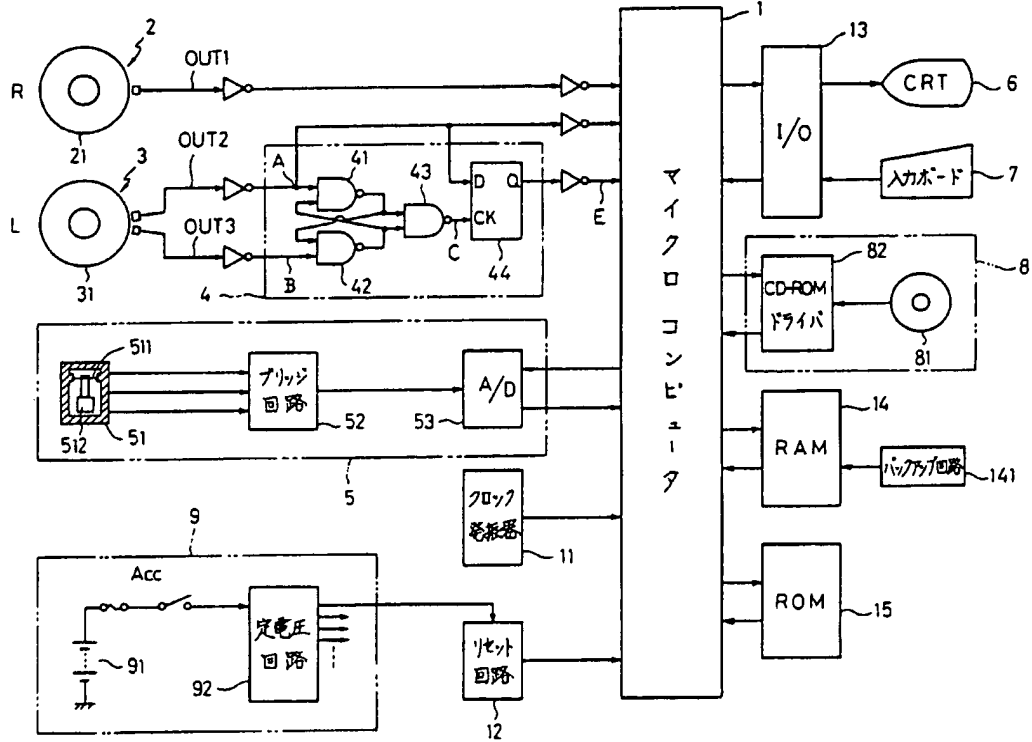 1
2
13
OUT1
R
CRT
6
21
I/O
OUT2
3
A
41
43
D Q
入力ボード
7
L
OUT3
CK
C
E
マイクロコンピュータ
31
B
42
44
4
82
8
CD-ROM
ドライバ
81
511
ブリッジ
回路
A/D
512
51
52
53
5
14
RAM
バックアップ回路
141
クロック
発振器
11
9
Acc
定電圧
回路
91
92
リセット
回路
12
ROM
15